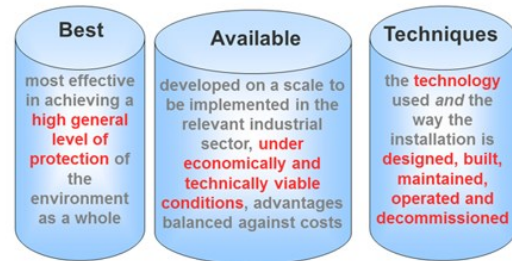 Best
most effective
in achieving a
high general
level of
protection of
the
environment
as a whole
Available
developed on a scale to
be implemented in the
relevant industrial
sector, under
economically and
technically viable
conditions, advantages
balanced against costs
Techniques
the technology
used and the
way the
installation is
designed, built,
maintained,
operated and
decommissioned